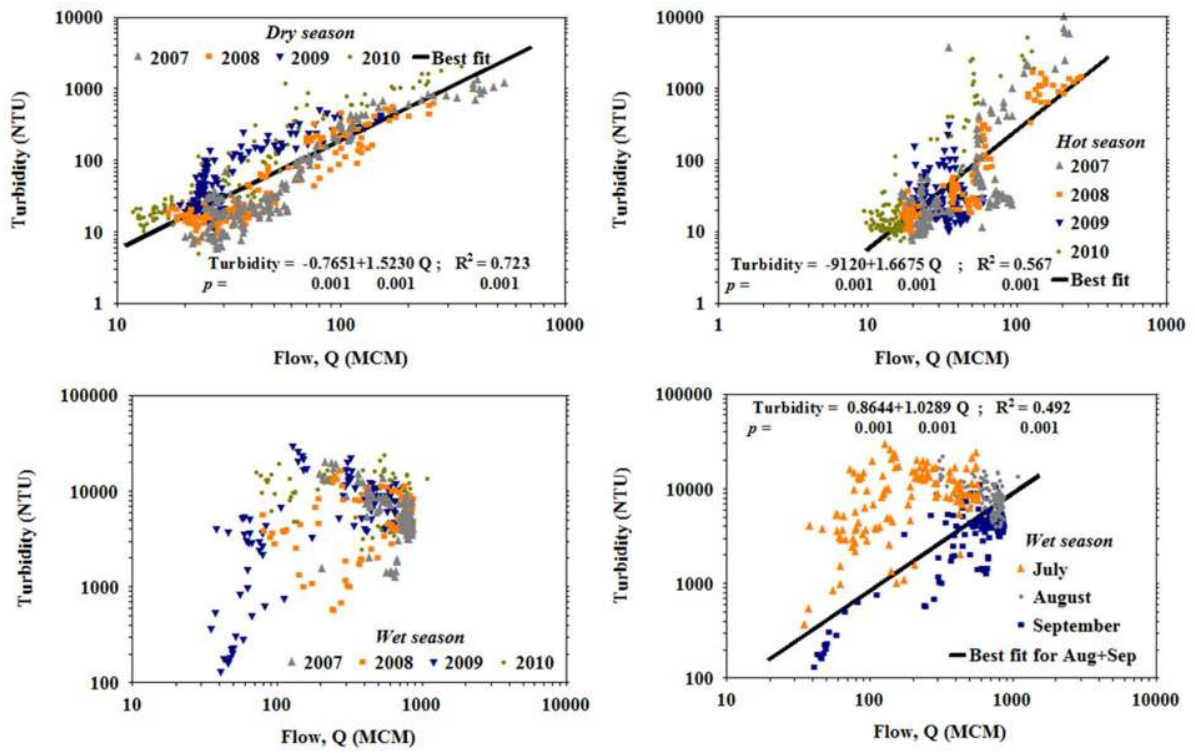 10000
1000
100
10
1
Turbidity (NTU)
Dry season
2007 2008 2009 2010 Best fit
Turbidity = -0.7651+1.5230 Q ; R² = 0.723
p = 0.001 0.001 0.001
10 100 1000
Flow, Q (MCM)
10000
1000
100
10
1
Turbidity (NTU)
Hot season
2007
2008
2009
2010
Best fit
Turbidity = -9120+1.6675 Q ; R² = 0.567
p = 0.001 0.001 0.001
1 10 100 1000
Flow, Q (MCM)
100000
10000
1000
100
Turbidity (NTU)
Wet season
2007 2008 2009 2010
10 100 1000 10000
Flow, Q (MCM)
100000
10000
1000
100
Turbidity (NTU)
Turbidity = 0.8644+1.0289 Q ; R² = 0.492
p = 0.001 0.001 0.001
Wet season
July
August
September
Best fit for Aug+Sep
10 100 1000 10000
Flow, Q (MCM)